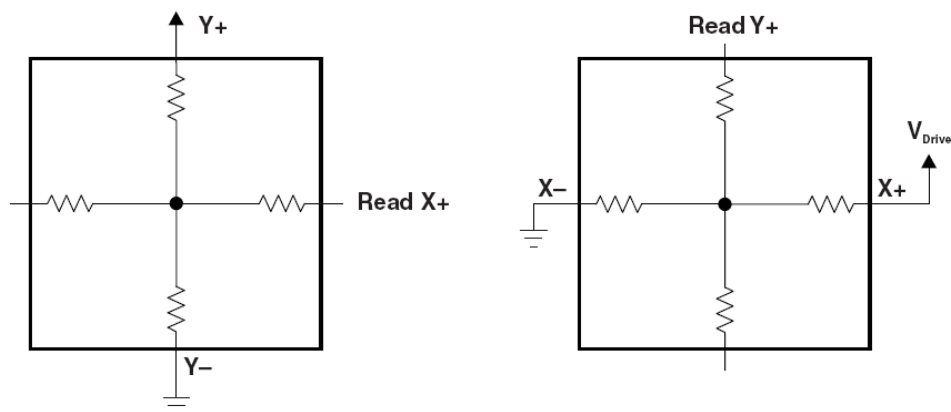 Y+
Read X+
Y–
Read Y+
V Drive
X–
X+